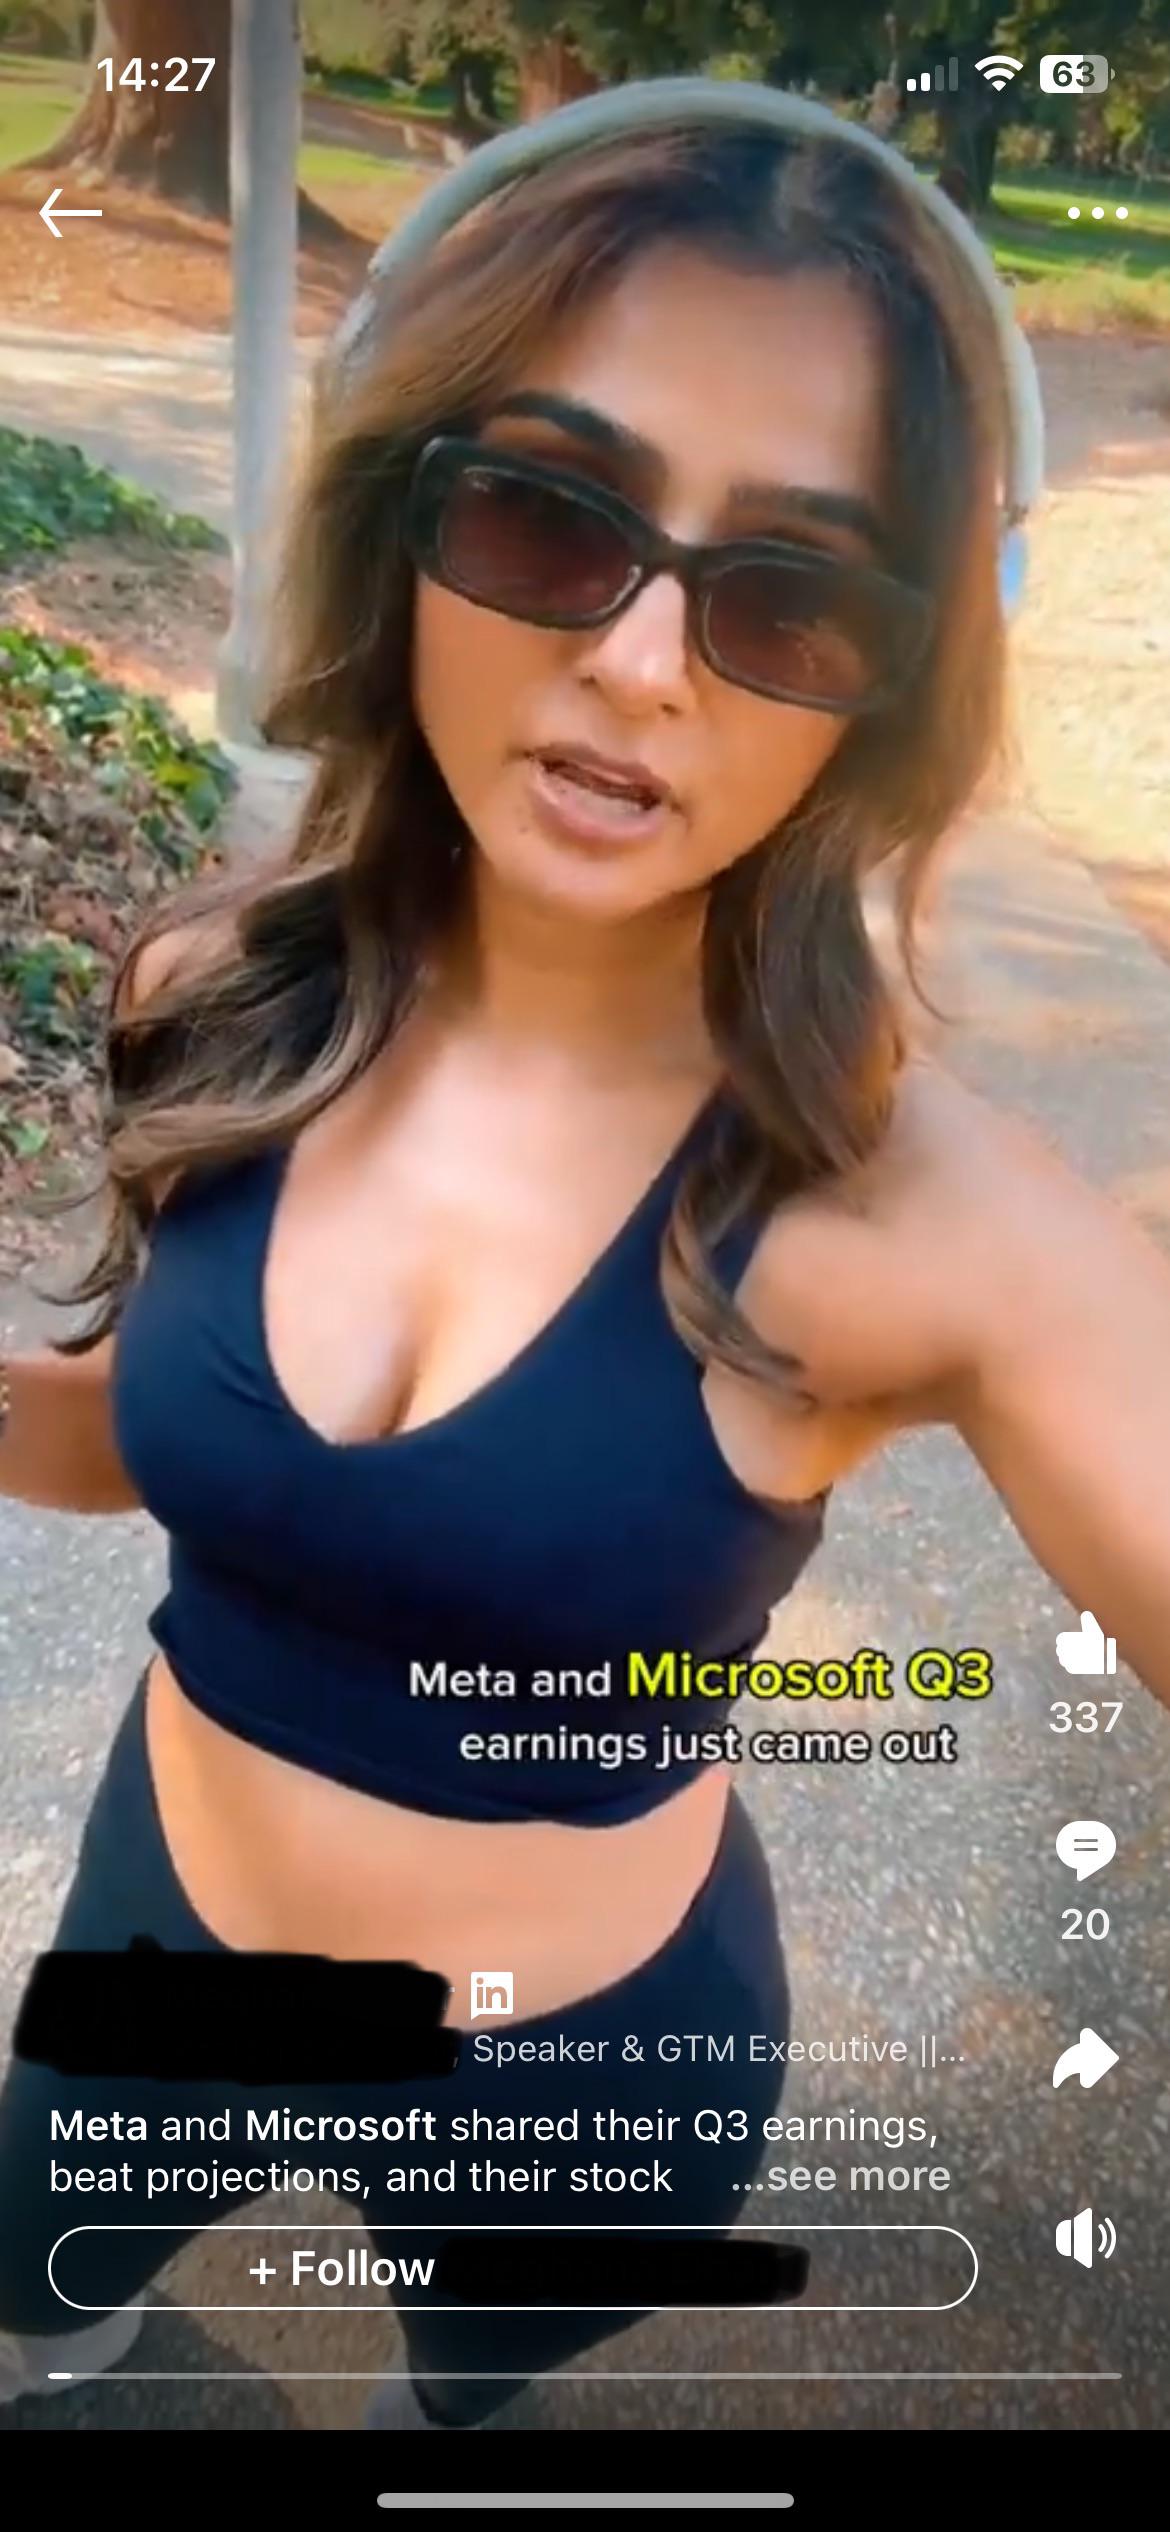 14:27
63
Meta and Microsoft Q3
earnings just came out
337
20
in
, Speaker & GTM Executive ||...
Meta and Microsoft shared their Q3 earnings,
beat projections, and their stock ...see more
+ Follow